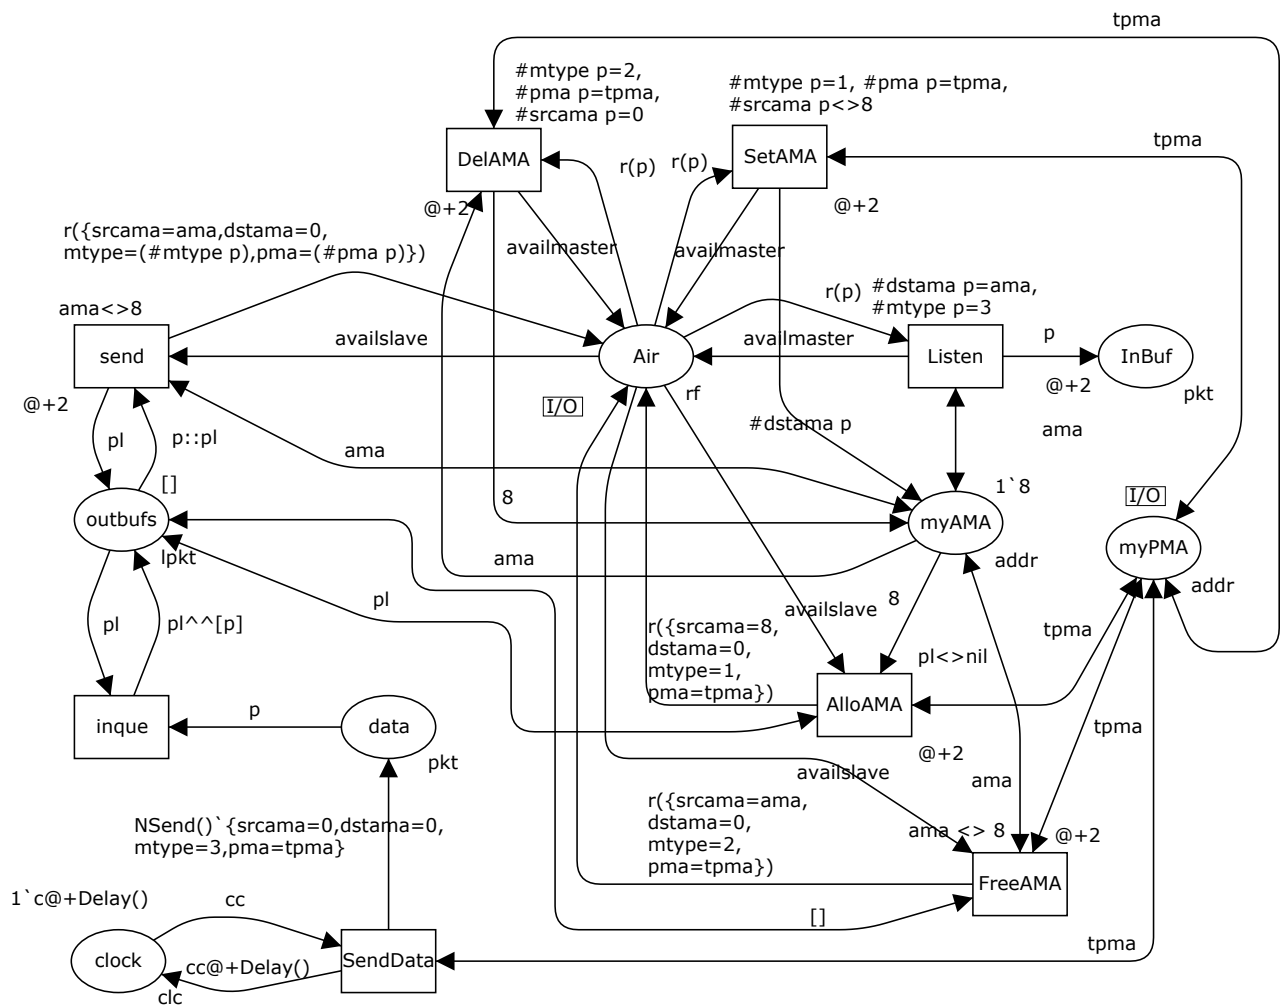 tpma
#mtype p=2,
#pma p=tpma,
#srcama p=0
#mtype p=1, #pma p=tpma,
#srcama p<>8
DelAMA
SetAMA
tpma
r(p)
r(p)
@+2
@+2
r({srcama=ama,dstama=0,
mtype=(#mtype p),pma=(#pma p)})
availmaster
availmaster
r(p)
#dstama p=ama,
#mtype p=3
ama<>8
send
availslave
Air
availmaster
Listen
p
InBuf
@+2
rf
@+2
pkt
I/O
pl
p::pl
ama
#dstama p
ama
[]
8
1`8
I/O
outbufs
myAMA
myPMA
lpkt
ama
addr
addr
pl
availslave
8
pl
pl^^[p]
r({srcama=8,
dstama=0,
mtype=1,
pma=tpma})
tpma
pl<>nil
AlloAMA
inque
p
data
tpma
pkt
@+2
availslave
ama
NSend()`{srcama=0,dstama=0,
mtype=3,pma=tpma}
r({srcama=ama,
dstama=0,
mtype=2,
pma=tpma})
ama <> 8
@+2
FreeAMA
1`c@+Delay()
cc
[]
tpma
clock
cc@+Delay()
SendData
clc